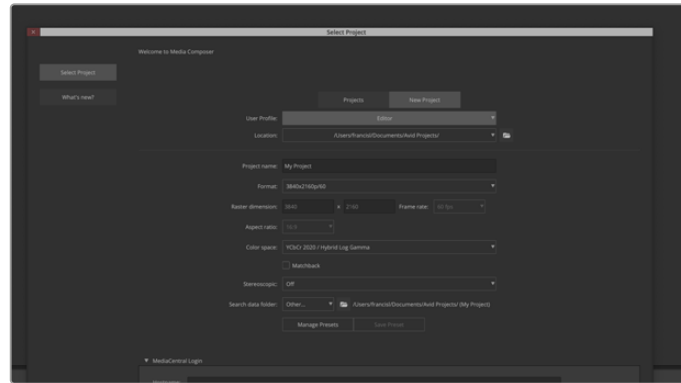 Select Project
Welcome to Media Composer
Select Project
What's new?
Projects New Project
User Profile: Editor
Location: /Users/francisl/Documents/Avid Projects/
Project name: My Project
Format: 3840x2160p/60
Raster dimension: 3840 x 2160 Frame rate: 60 fps
Aspect ratio: 16:9
Color space: YCbCr 2020 / Hybrid Log Gamma
Matchback
Stereoscopic: Off
Search data folder: Other... /Users/francisl/Documents/Avid Projects/ (My Project)
Manage Presets Save Preset
MediaCentral Login